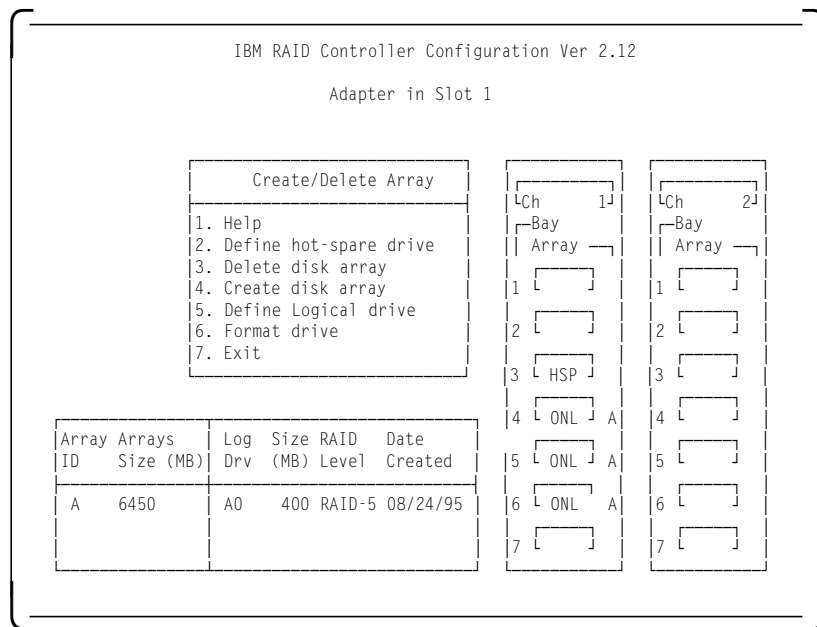 IBM RAID Controller Configuration Ver 2.12
Adapter in Slot 1
Create/Delete Array
1. Help
2. Define hot-spare drive
3. Delete disk array
4. Create disk array
5. Define Logical drive
6. Format drive
7. Exit
Ch 1
Bay
Array
1
2
3 HSP
4 ONL A
5 ONL A
6 ONL A
7
Ch 2
Bay
Array
1
2
3
4
5
6
7
Array Arrays Log Size RAID Date
ID Size (MB) Drv (MB) Level Created
A 6450 A0 400 RAID-5 08/24/95